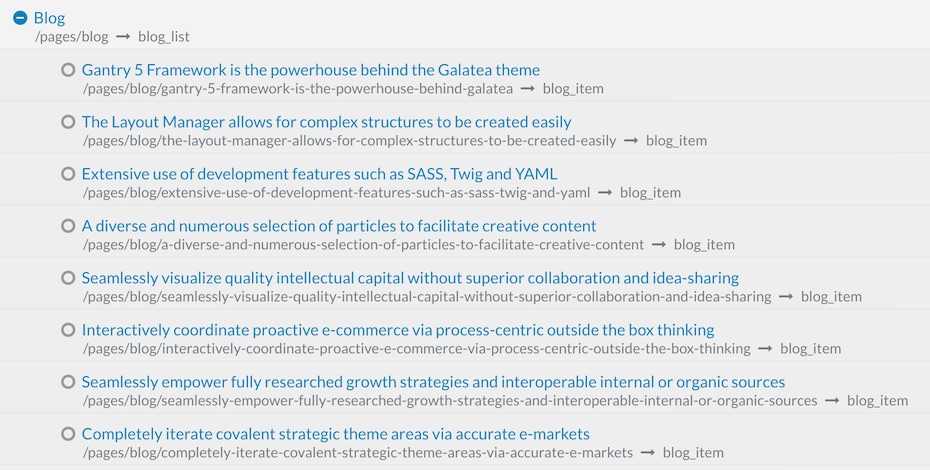 Blog
/pages/blog → blog_list
Gantry 5 Framework is the powerhouse behind the Galatea theme
/pages/blog/gantry-5-framework-is-the-powerhouse-behind-galatea → blog_item
The Layout Manager allows for complex structures to be created easily
/pages/blog/the-layout-manager-allows-for-complex-structures-to-be-created-easily → blog_item
Extensive use of development features such as SASS, Twig and YAML
/pages/blog/extensive-use-of-development-features-such-as-sass-twig-and-yaml → blog_item
A diverse and numerous selection of particles to facilitate creative content
/pages/blog/a-diverse-and-numerous-selection-of-particles-to-facilitate-creative-content → blog_item
Seamlessly visualize quality intellectual capital without superior collaboration and idea-sharing
/pages/blog/seamlessly-visualize-quality-intellectual-capital-without-superior-collaboration-and-idea-sharing → blog_item
Interactively coordinate proactive e-commerce via process-centric outside the box thinking
/pages/blog/interactively-coordinate-proactive-e-commerce-via-process-centric-outside-the-box-thinking → blog_item
Seamlessly empower fully researched growth strategies and interoperable internal or organic sources
/pages/blog/seamlessly-empower-fully-researched-growth-strategies-and-interoperable-internal-or-organic-sources → blog_item
Completely iterate covalent strategic theme areas via accurate e-markets
/pages/blog/completely-iterate-covalent-strategic-theme-areas-via-accurate-e-markets → blog_item